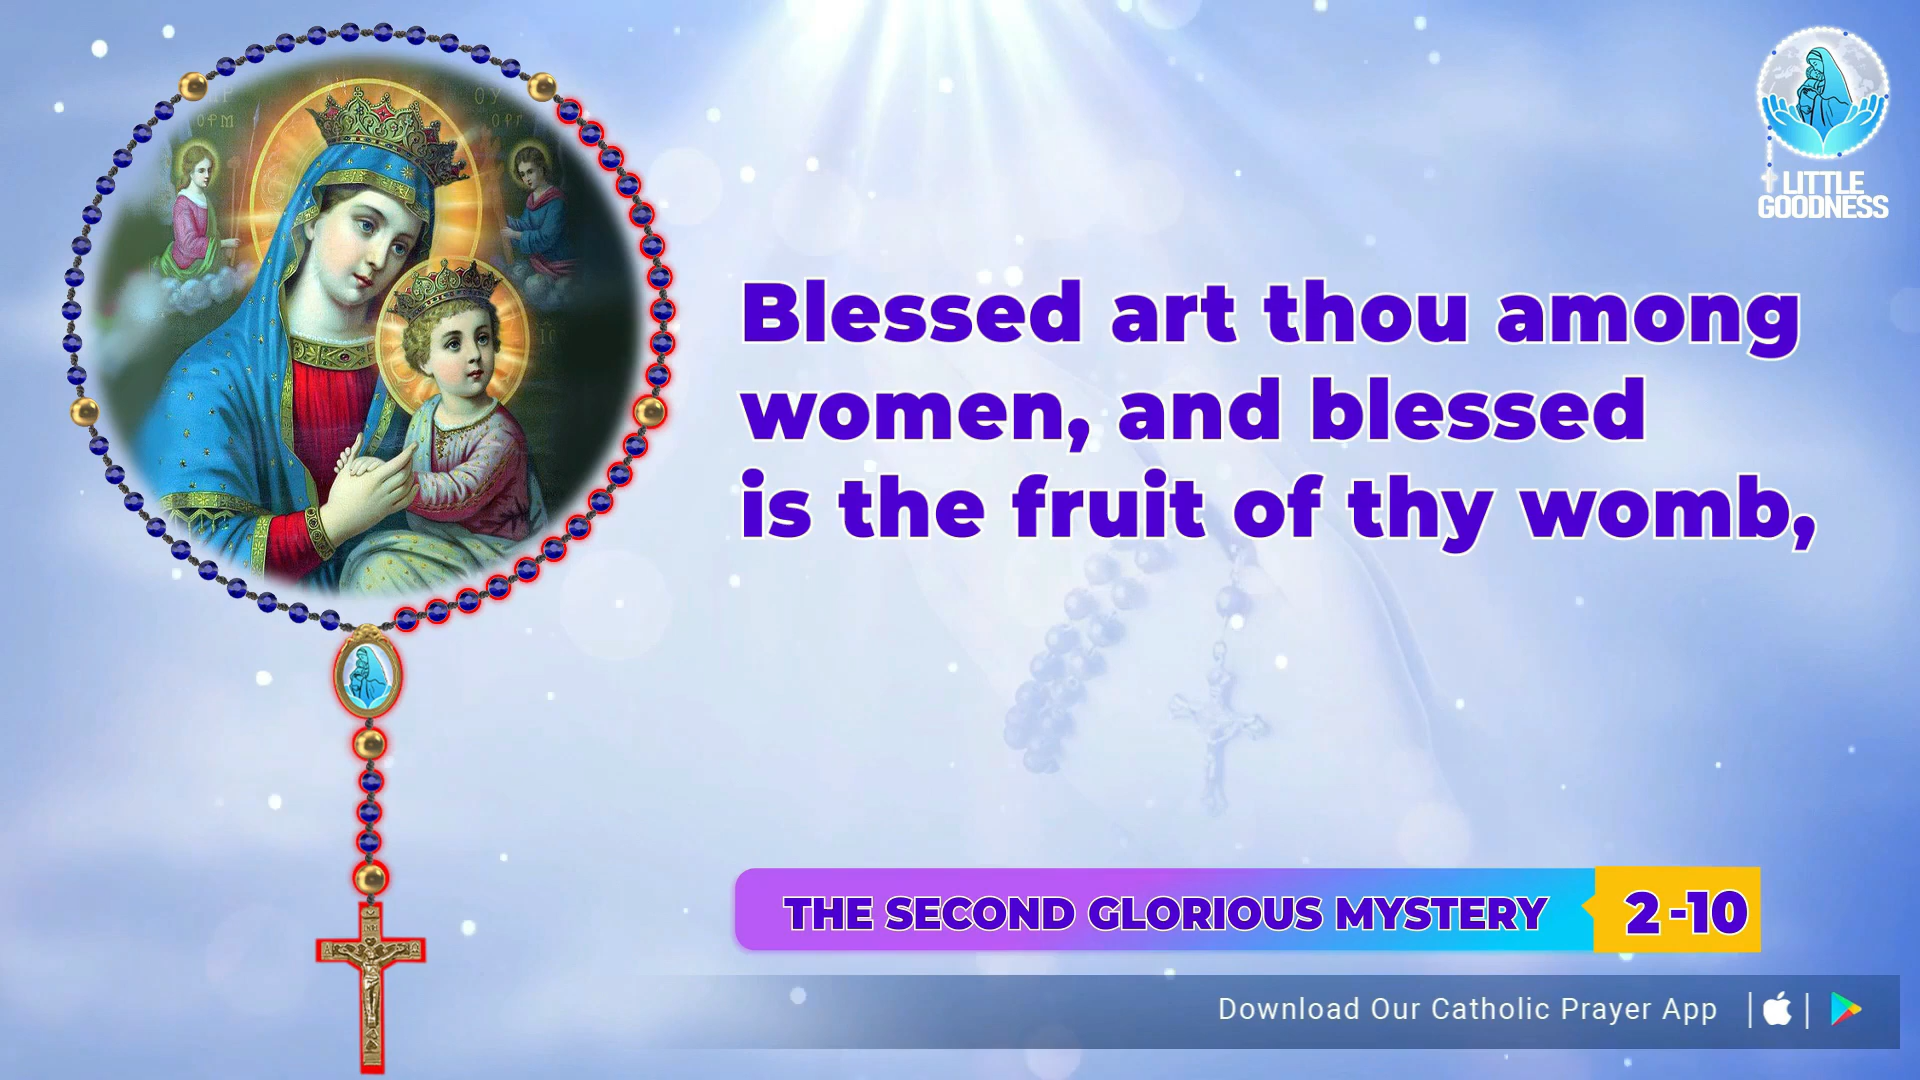 LITTLE
GOODNESS
Blessed art thou among
women, and blessed
is the fruit of thy womb,
THE SECOND GLORIOUS MYSTERY 2-10
Download Our Catholic Prayer App